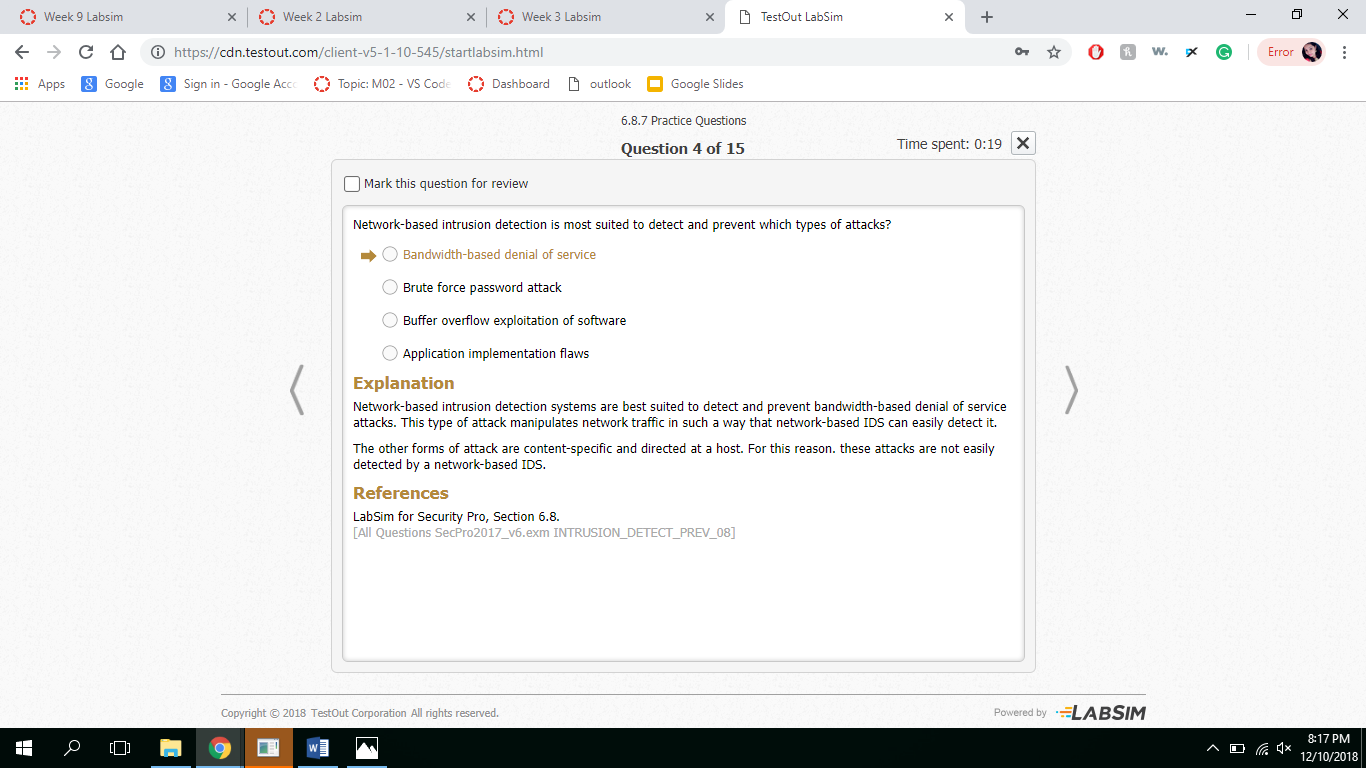 Week 9 Labsim
Week 2 Labsim
Week 3 Labsim
TestOut LabSim
https://cdn.testout.com/client-v5-1-10-545/startlabsim.html
Error
Apps
Google
Sign in - Google Acco
Topic: M02 - VS Code
Dashboard
outlook
Google Slides
6.8.7 Practice Questions
Question 4 of 15
Time spent: 0:19
Mark this question for review
Network-based intrusion detection is most suited to detect and prevent which types of attacks?
Bandwidth-based denial of service
Brute force password attack
Buffer overflow exploitation of software
Application implementation flaws
Explanation
Network-based intrusion detection systems are best suited to detect and prevent bandwidth-based denial of service
attacks. This type of attack manipulates network traffic in such a way that network-based IDS can easily detect it.
The other forms of attack are content-specific and directed at a host. For this reason. these attacks are not easily
detected by a network-based IDS.
References
LabSim for Security Pro, Section 6.8.
[All Questions SecPro2017_v6.exm INTRUSION_DETECT_PREV_08]
Copyright © 2018 TestOut Corporation All rights reserved.
Powered by LABSIM
8:17 PM
12/10/2018